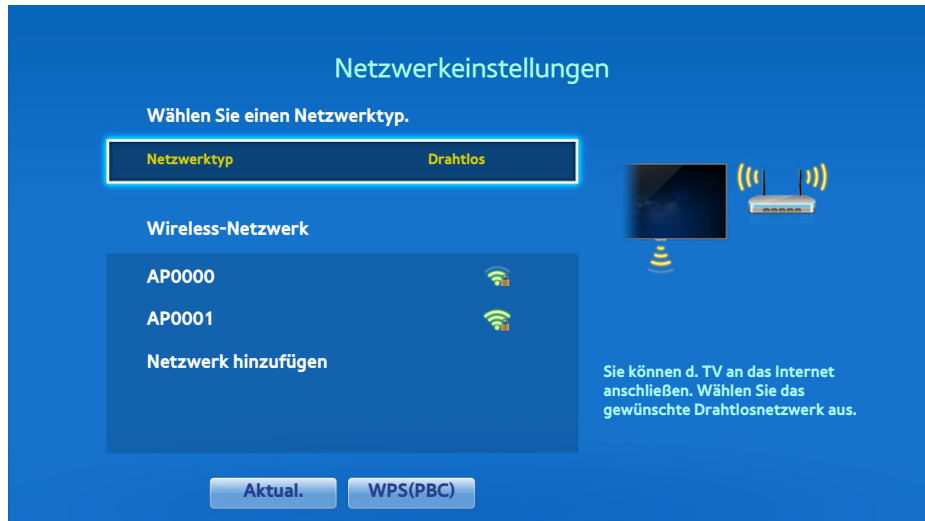 Netzwerkeinstellungen
Wählen Sie einen Netzwerktyp.
Netzwerktyp Drahtlos
Wireless-Netzwerk
AP0000
AP0001
Netzwerk hinzufügen
Sie können d. TV an das Internet
anschließen. Wählen Sie das
gewünschte Drahtlosnetzwerk aus.
Aktual. WPS(PBC)